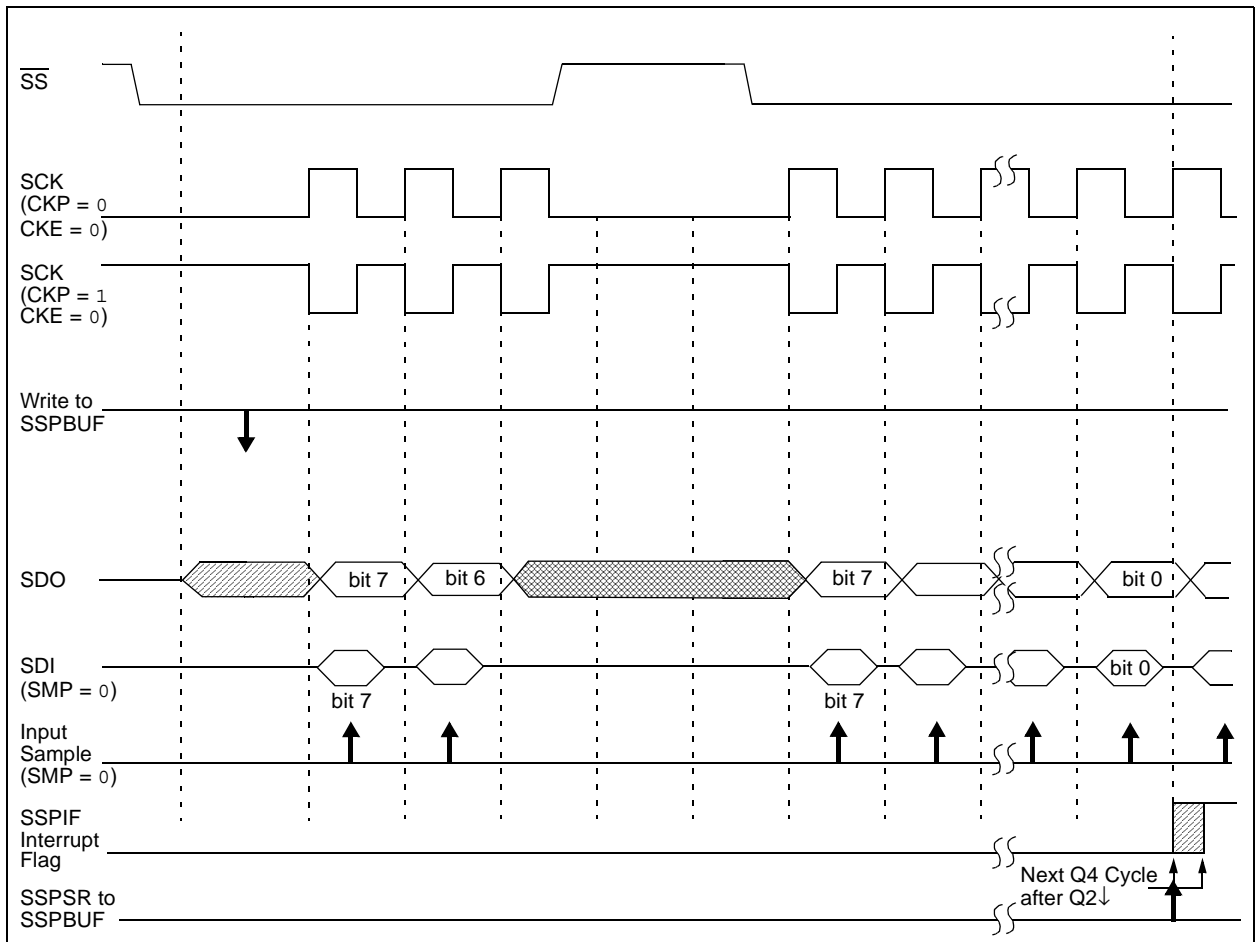 SS
SCK
(CKP = 0
CKE = 0)
SCK
(CKP = 1
CKE = 0)
Write to
SSPBUF
SDO
bit 7
bit 6
bit 7
bit 0
SDI
(SMP = 0)
bit 7
bit 7
bit 0
Input
Sample
(SMP = 0)
SSPIF
Interrupt
Flag
Next Q4 Cycle
after Q2↓
SSPSR to
SSPBUF